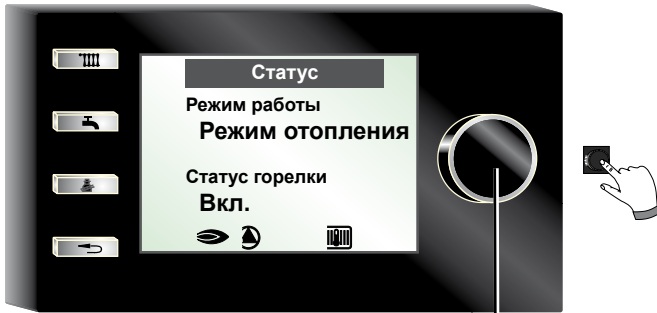 Статус
Режим работы
Режим отопления
Статус горелки
Вкл.